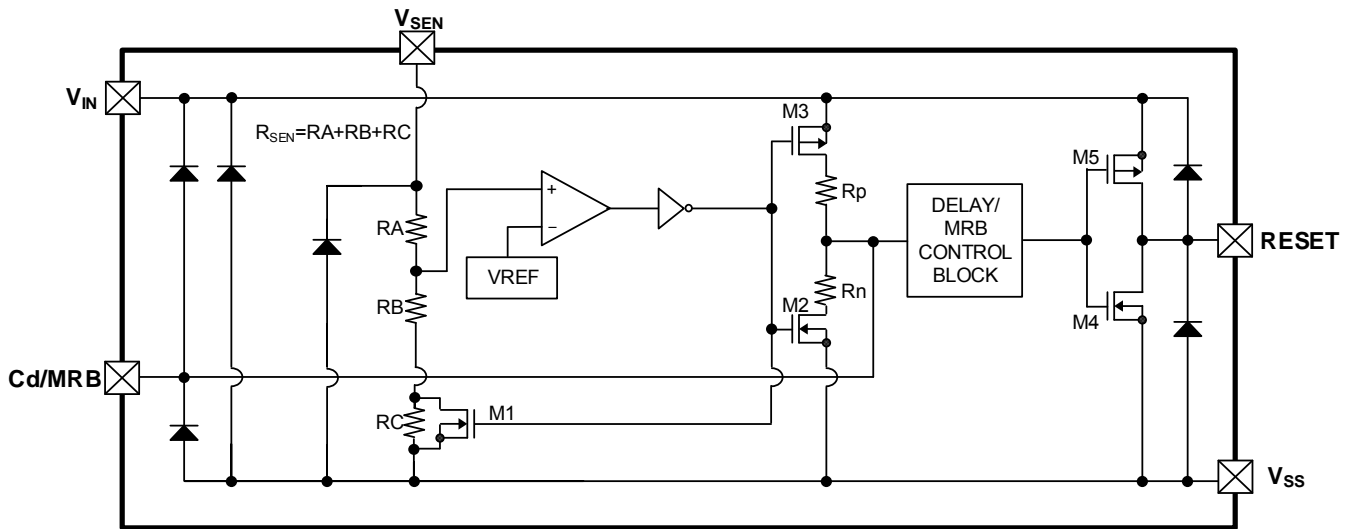 VSEN
VIN
M3
RSEN=RA+RB+RC
M5
Rp
+
−
RA
DELAY/
MRB
CONTROL
BLOCK
RESET
VREF
RB
Rn
M2
M4
Cd/MRB
RC
M1
VSS